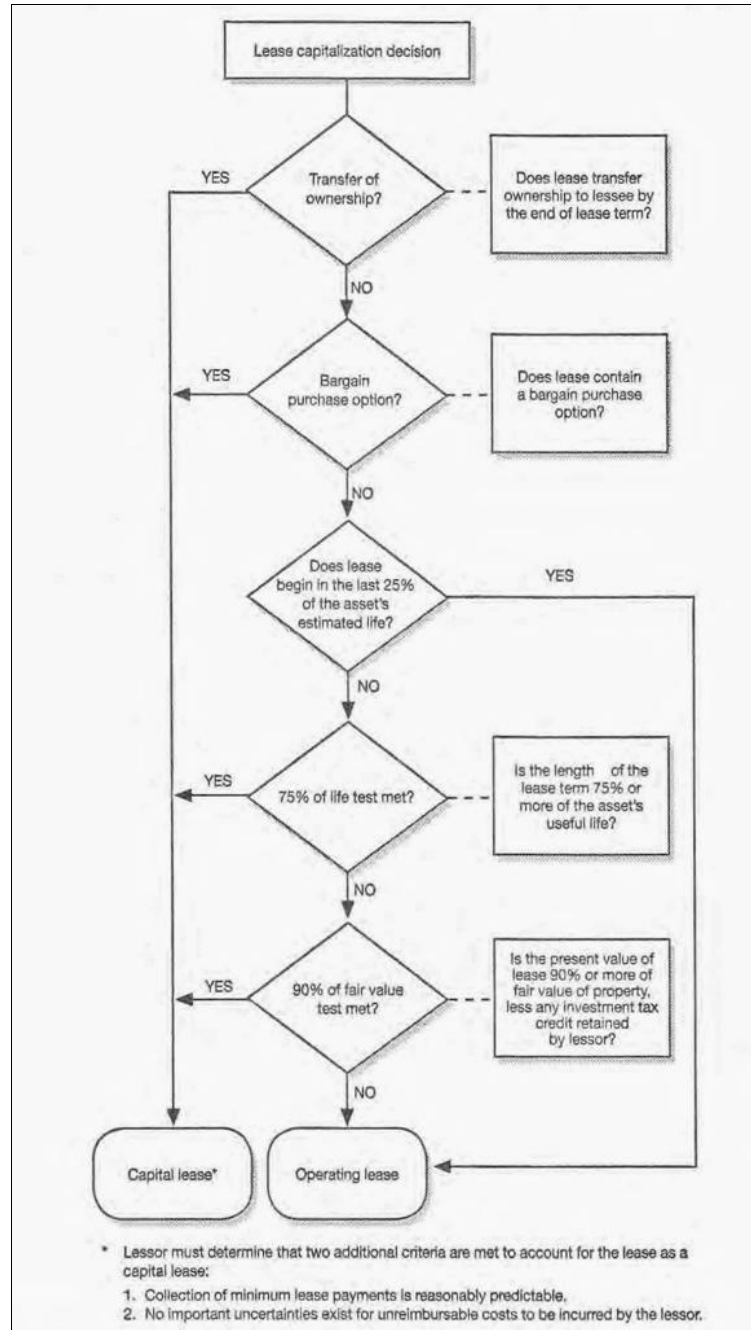 Lease capitalization decision
YES
Transfer of
ownership?
Does lease transfer
ownership to lessee by
the end of lease term?
NO
YES
Bargain
purchase option?
Does lease contain
a bargain purchase
option?
NO
Does lease
begin in the last 25%
of the asset's
estimated life?
YES
NO
YES
75% of life test met?
Is the length of the
lease term 75% or
more of the asset's
useful life?
NO
YES
90% of fair value
test met?
Is the present value of
lease 90% or more of
fair value of property,
less any investment tax
credit retained
by lessor?
NO
Capital lease*
Operating lease
* Lessor must determine that two additional criteria are met to account for the lease as a
capital lease:
1. Collection of minimum lease payments is reasonably predictable.
2. No important uncertainties exist for unreimbursable costs to be incurred by the lessor.